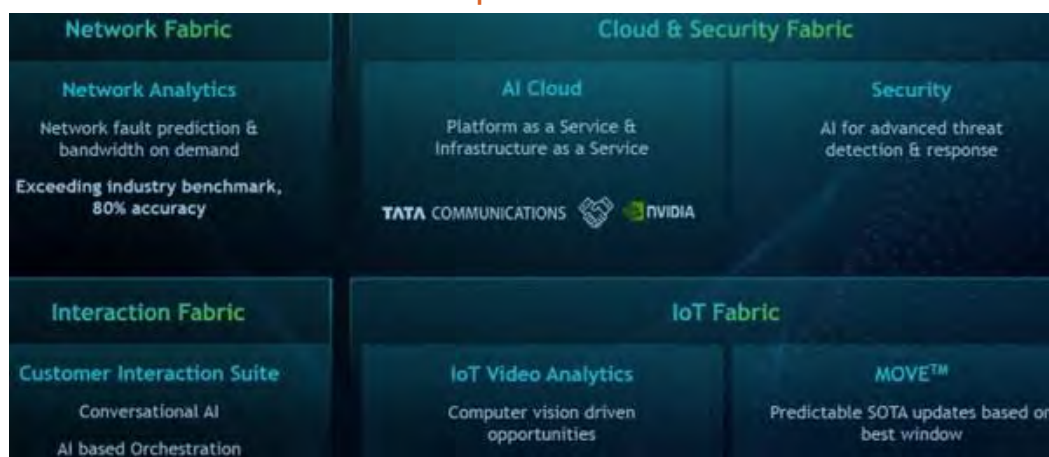 Network Fabric
Network Analytics
Network fault prediction &
bandwidth on demand
Exceeding industry benchmark,
80% accuracy
Cloud & Security Fabric
AI Cloud
Platform as a Service &
Infrastructure as a Service
TATA COMMUNICATIONS
NVIDIA
Security
AI for advanced threat
detection & response
Interaction Fabric
Customer Interaction Suite
Conversational AI
AI based Orchestration
IoT Fabric
IoT Video Analytics
Computer vision driven
opportunities
MOVE™
Predictable SOTA updates based on
best window